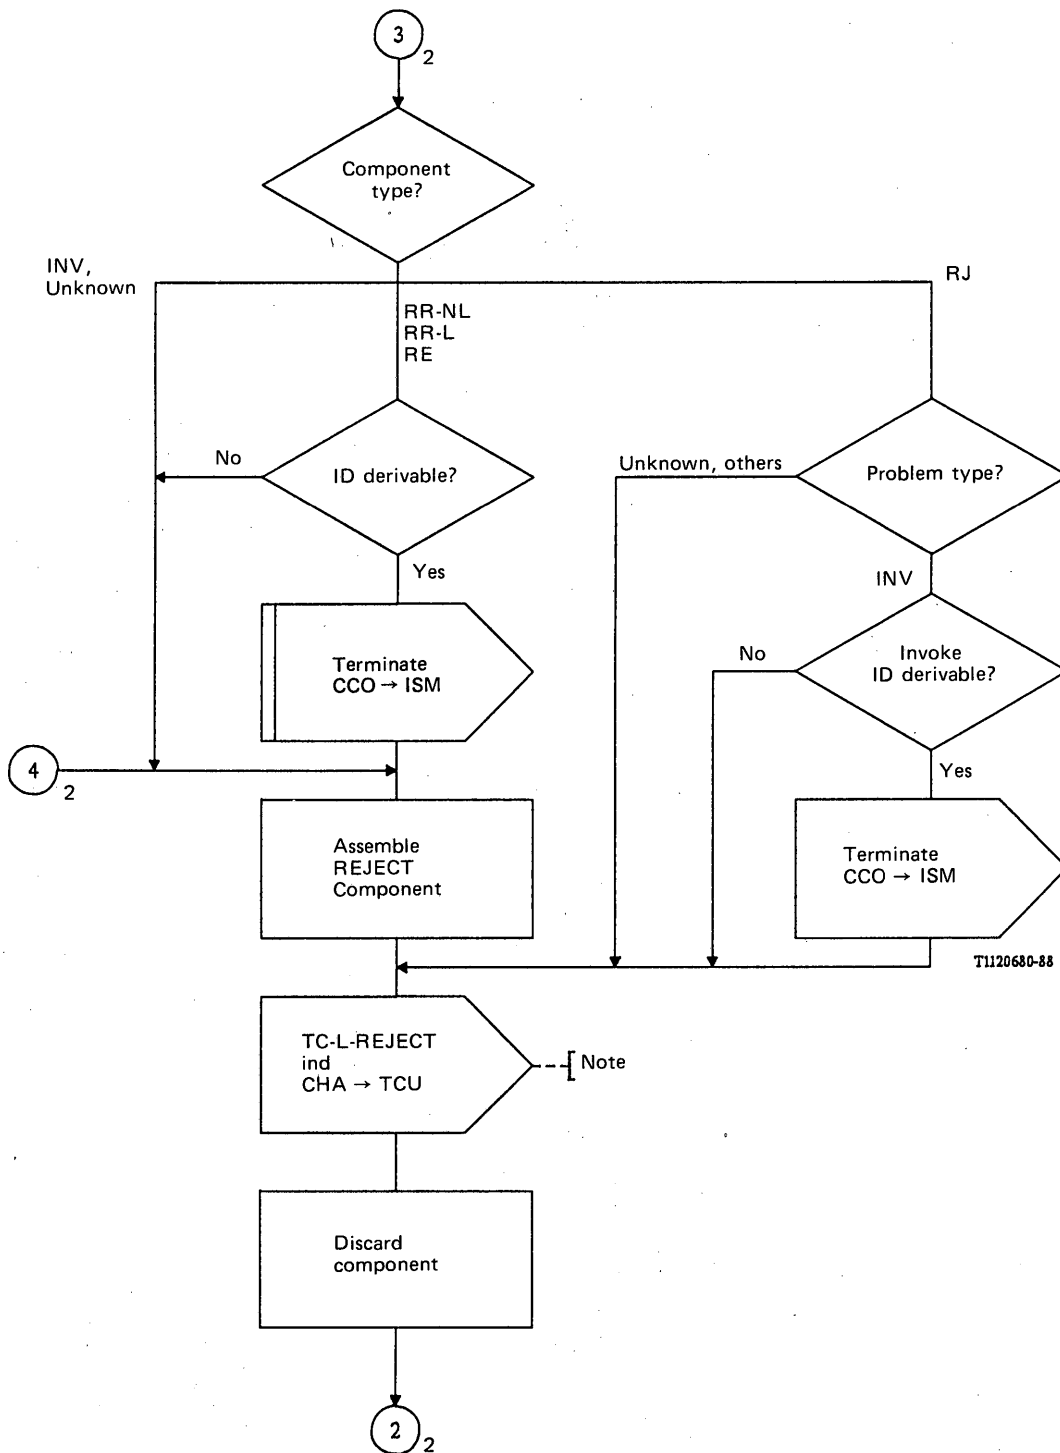 3
2
Component
type?
INV,
Unknown
RJ
RR-NL
RR-L
RE
No
ID derivable?
Unknown, others
Problem type?
Yes
INV
Terminate
CCO → ISM
No
Invoke
ID derivable?
4
2
Yes
Assemble
REJECT
Component
Terminate
CCO → ISM
T1120680-88
TC-L-REJECT
ind
CHA → TCU
Note
Discard
component
2
2